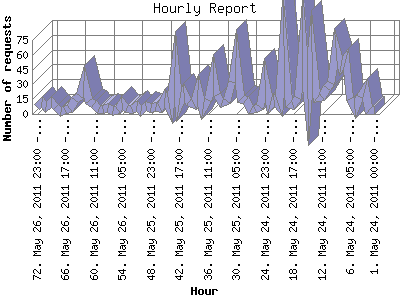 Hourly Report
Number of requests
75
60
45
30
15
0
72. May 26, 2011 23:00 -...
66. May 26, 2011 17:00 -...
60. May 26, 2011 11:00 -...
54. May 26, 2011 05:00 -...
48. May 25, 2011 23:00 -...
42. May 25, 2011 17:00 -...
36. May 25, 2011 11:00 -...
30. May 25, 2011 05:00 -...
24. May 24, 2011 23:00 -...
18. May 24, 2011 17:00 -...
12. May 24, 2011 11:00 -...
6. May 24, 2011 05:00 -...
1. May 24, 2011 00:00 -...
Hour